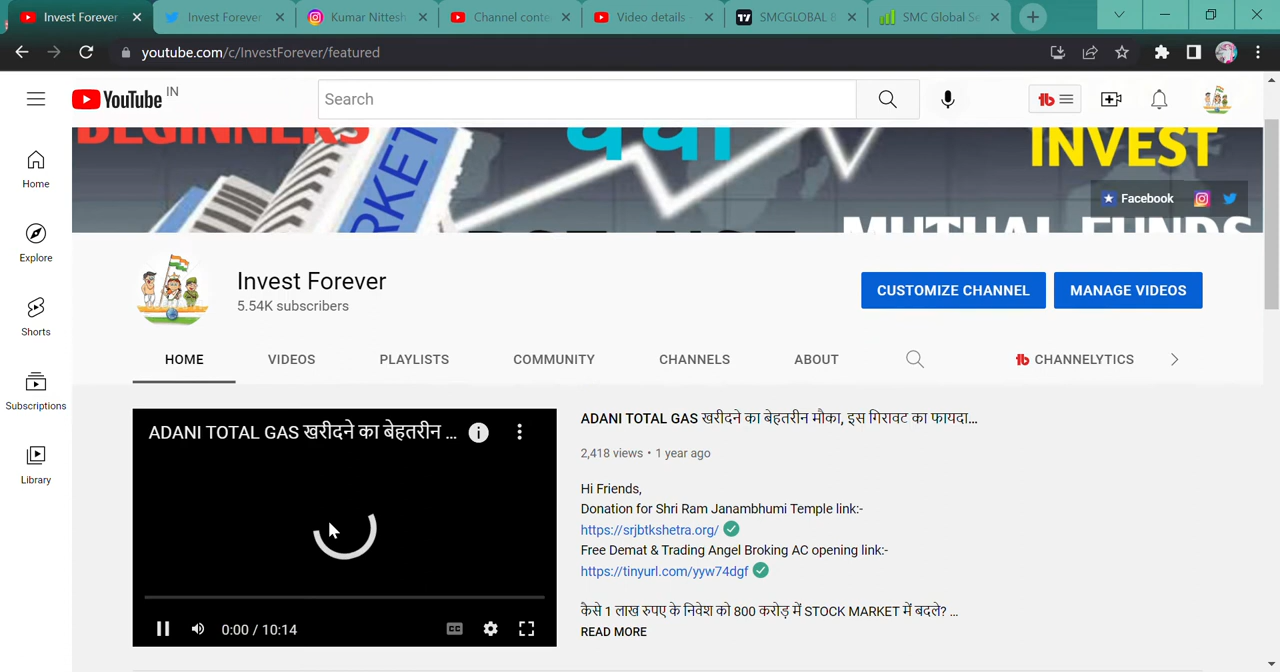 Invest Forever
Invest Forever
Kumar Nittesh
Channel conte
Video details -
SMCGLOBAL 8
SMC Global Se
youtube.com/c/InvestForever/featured
YouTube IN
Search
BEGINNERS
MARKET
INVEST
MUTUAL FUNDS
Facebook
Home
Explore
Shorts
Subscriptions
Library
Invest Forever
5.54K subscribers
CUSTOMIZE CHANNEL
MANAGE VIDEOS
HOME
VIDEOS
PLAYLISTS
COMMUNITY
CHANNELS
ABOUT
CHANNELYTICS
ADANI TOTAL GAS खरीदने का बेहतरीन ...
0:00 / 10:14
CC
ADANI TOTAL GAS खरीदने का बेहतरीन मौका, इस गिरावट का फायदा...
2,418 views • 1 year ago
Hi Friends,
Donation for Shri Ram Janambhumi Temple link:-
https://srjbtkshetra.org/
Free Demat & Trading Angel Broking AC opening link:-
https://tinyurl.com/yyw74dgf
कैसे 1 लाख रुपए के निवेश को 800 करोड़ में STOCK MARKET में बदले? ...
READ MORE